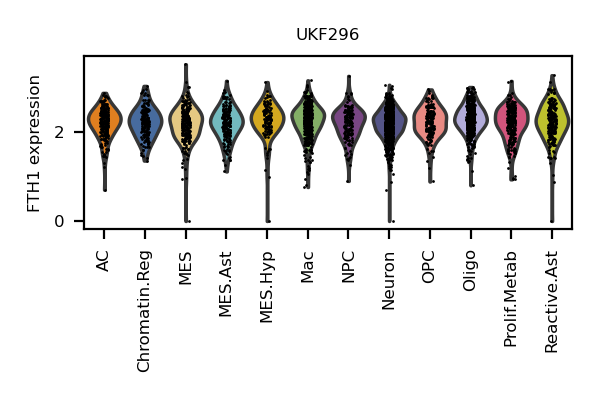 UKF296
FTH1 expression
2
0
AC
Chromatin.Reg
MES
MES.Ast
MES.Hyp
Mac
NPC
Neuron
OPC
Oligo
Prolif.Metab
Reactive.Ast